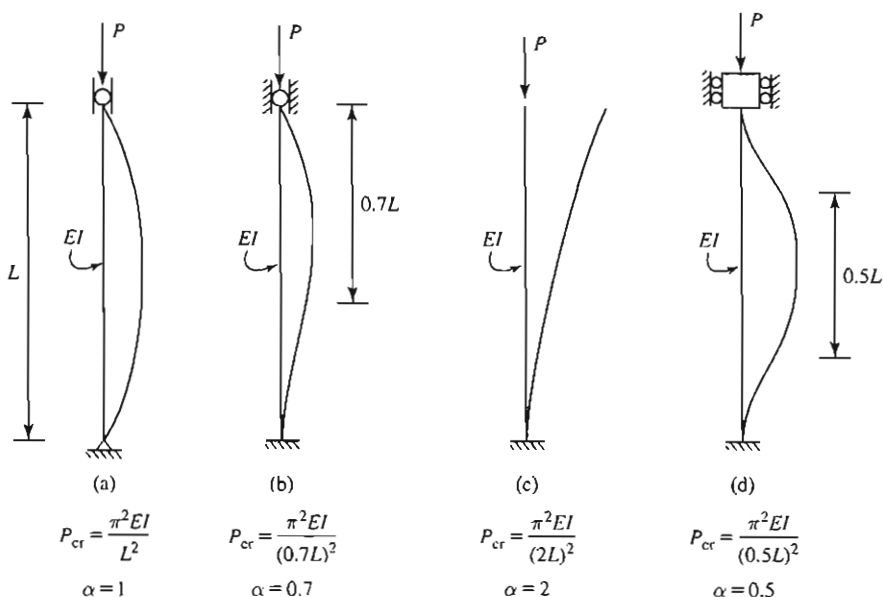 P
P
P
P
0.7L
EI
EI
EI
EI
L
0.5L
(a)
(b)
(c)
(d)
P_cr = π²EI / L²
P_cr = π²EI / (0.7L)²
P_cr = π²EI / (2L)²
P_cr = π²EI / (0.5L)²
α = 1
α = 0.7
α = 2
α = 0.5